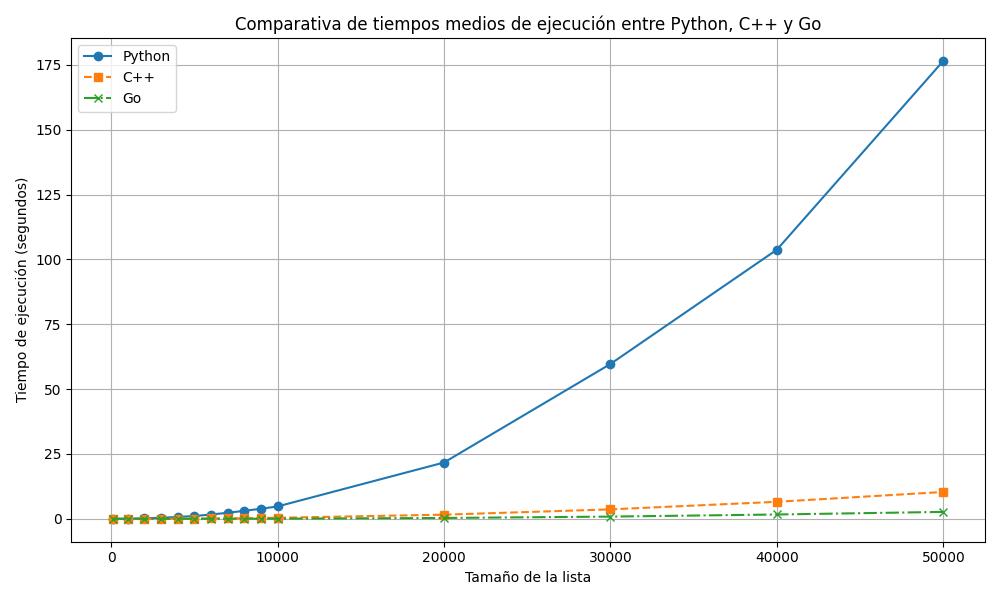 Comparativa de tiempos medios de ejecución entre Python, C++ y Go
Python
C++
Go
Tiempo de ejecución (segundos)
175
150
125
100
75
50
25
0
0 10000 20000 30000 40000 50000
Tamaño de la lista